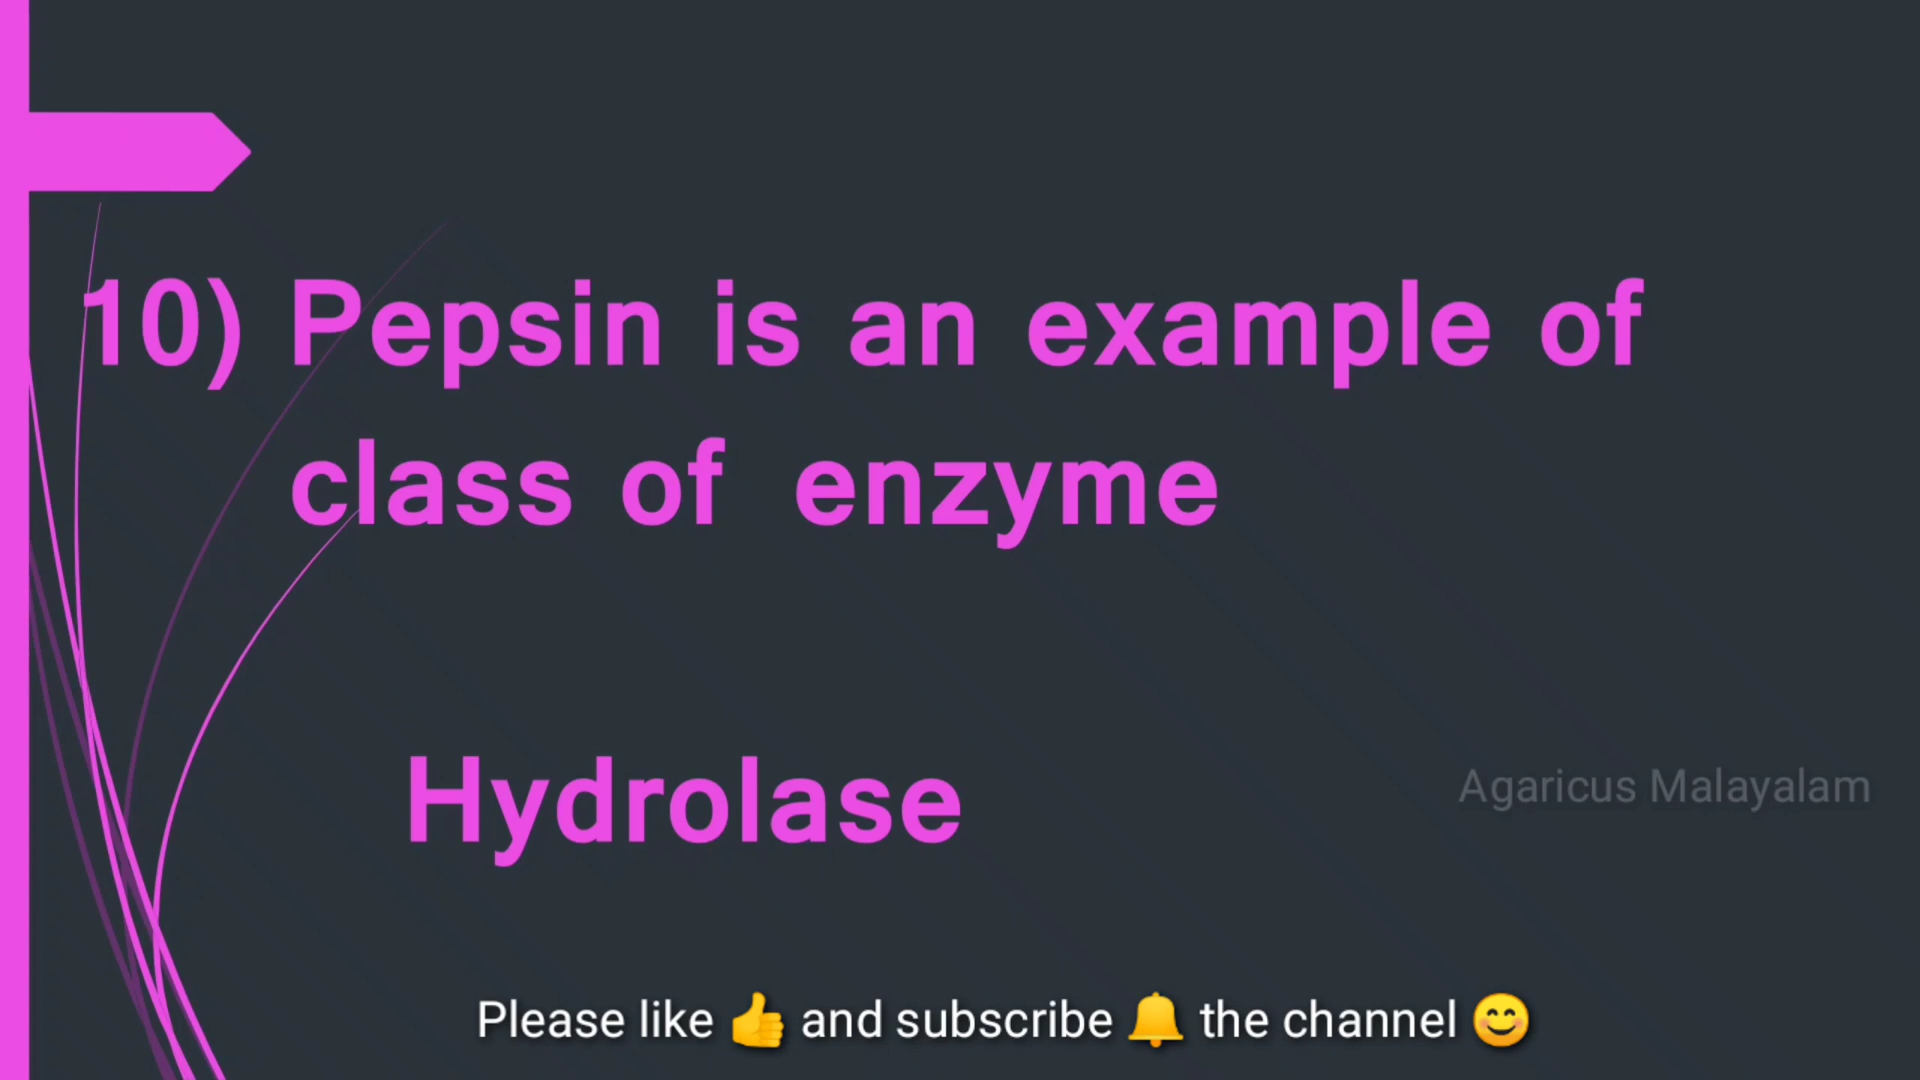 10) Pepsin is an example of
class of enzyme
Hydrolase
Agaricus Malayalam
Please like 👍 and subscribe 🔔 the channel 😊